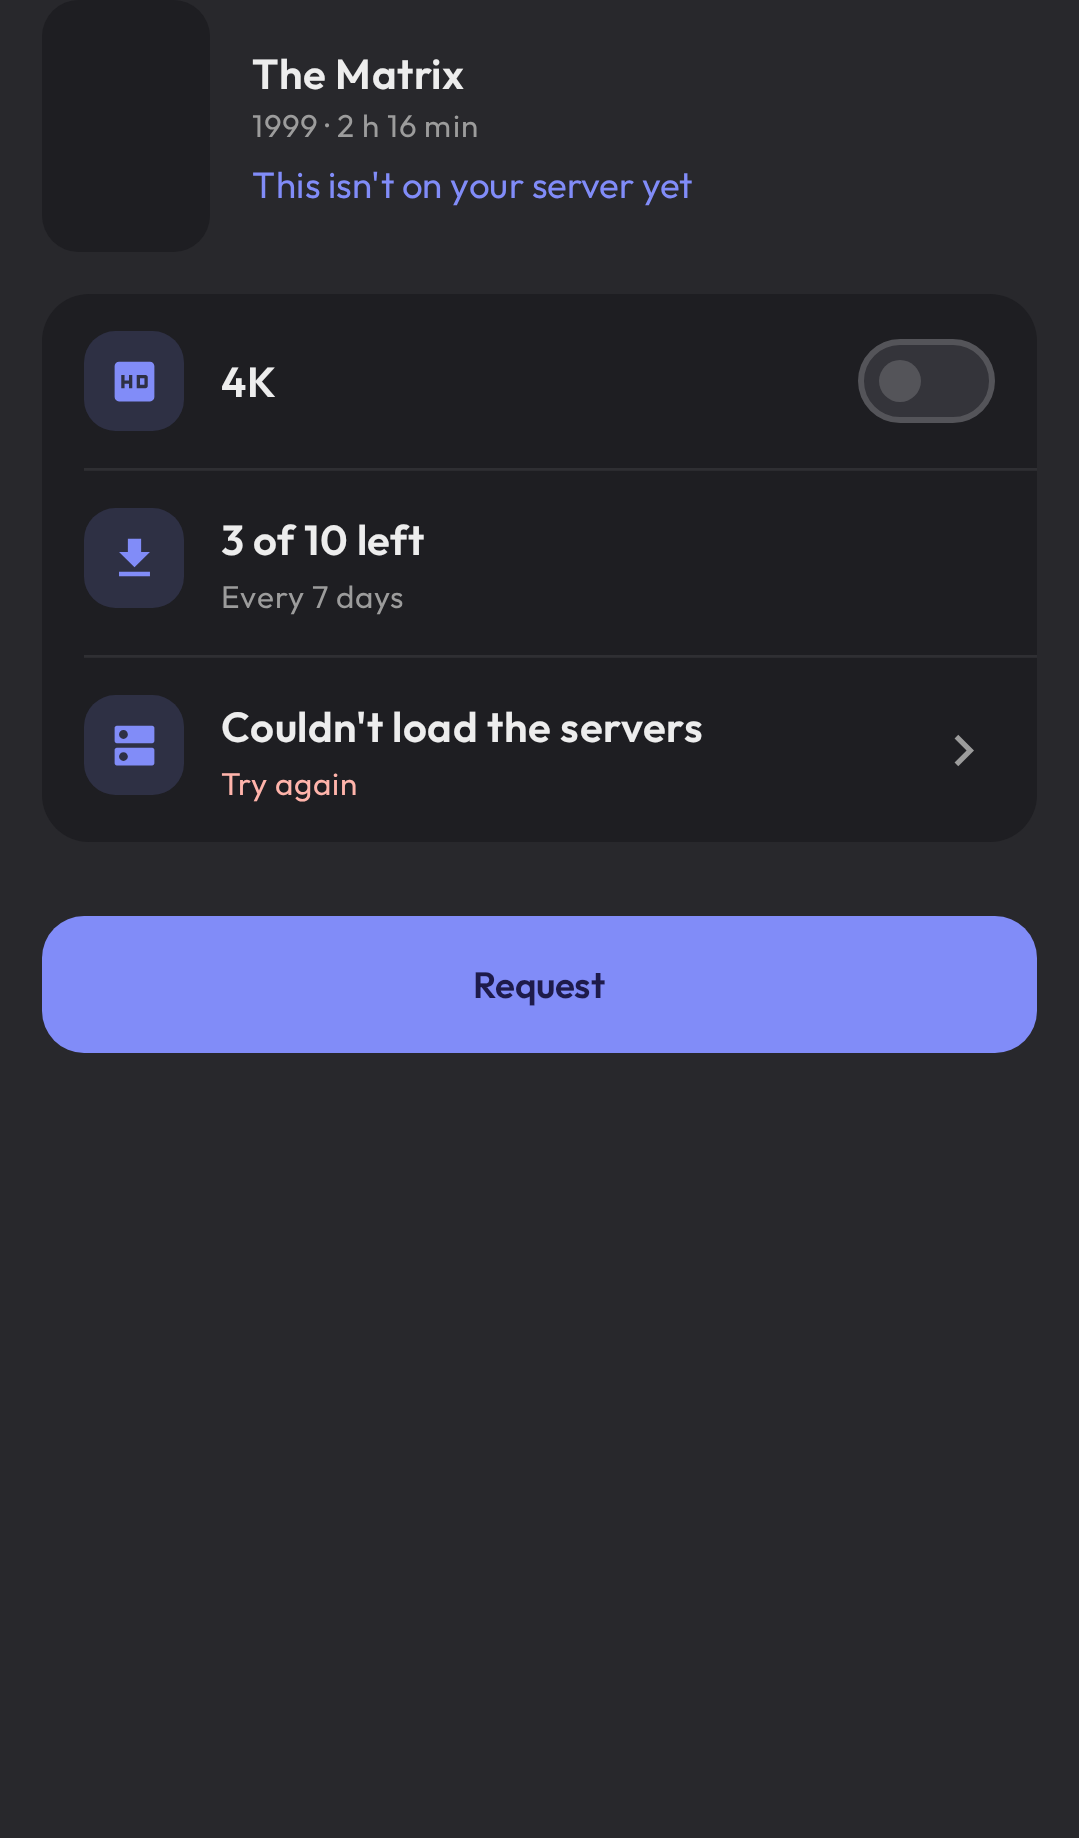 The Matrix
1999 · 2 h 16 min
This isn't on your server yet
HD
4K
3 of 10 left
Every 7 days
Couldn't load the servers
Try again
Request